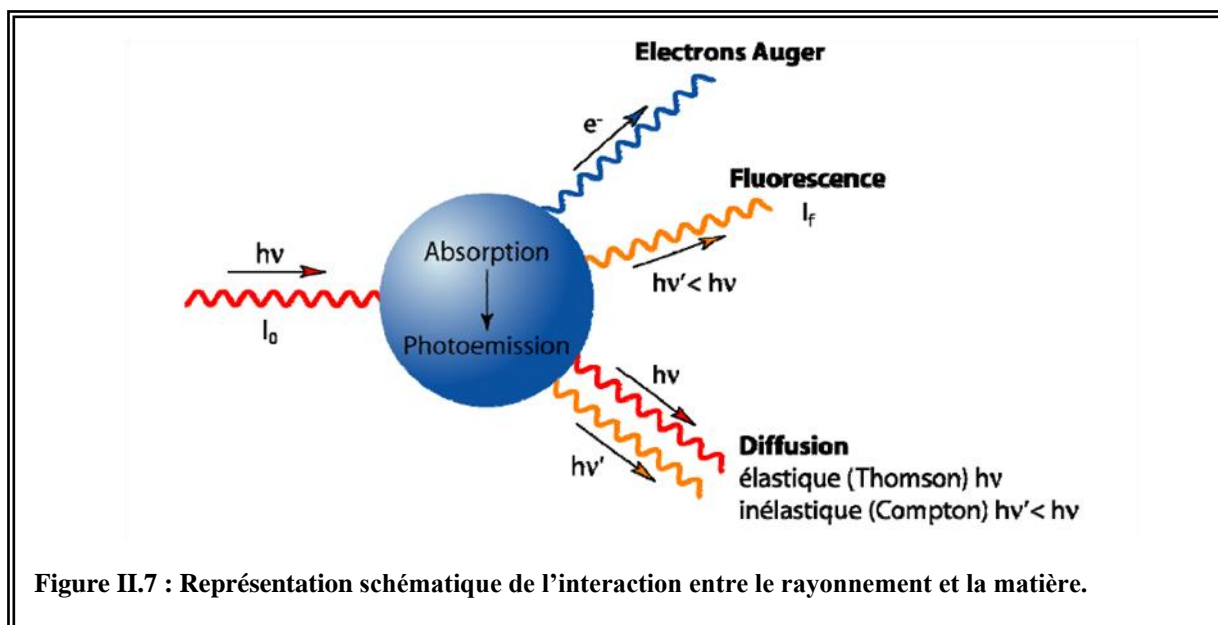 Electrons Auger
e-
Fluorescence
If
hν
Absorption
hν'< hν
I0
Photoemission
hν
hν'
Diffusion
élastique (Thomson) hν
inélastique (Compton) hν'< hν
Figure II.7 : Représentation schématique de l’interaction entre le rayonnement et la matière.